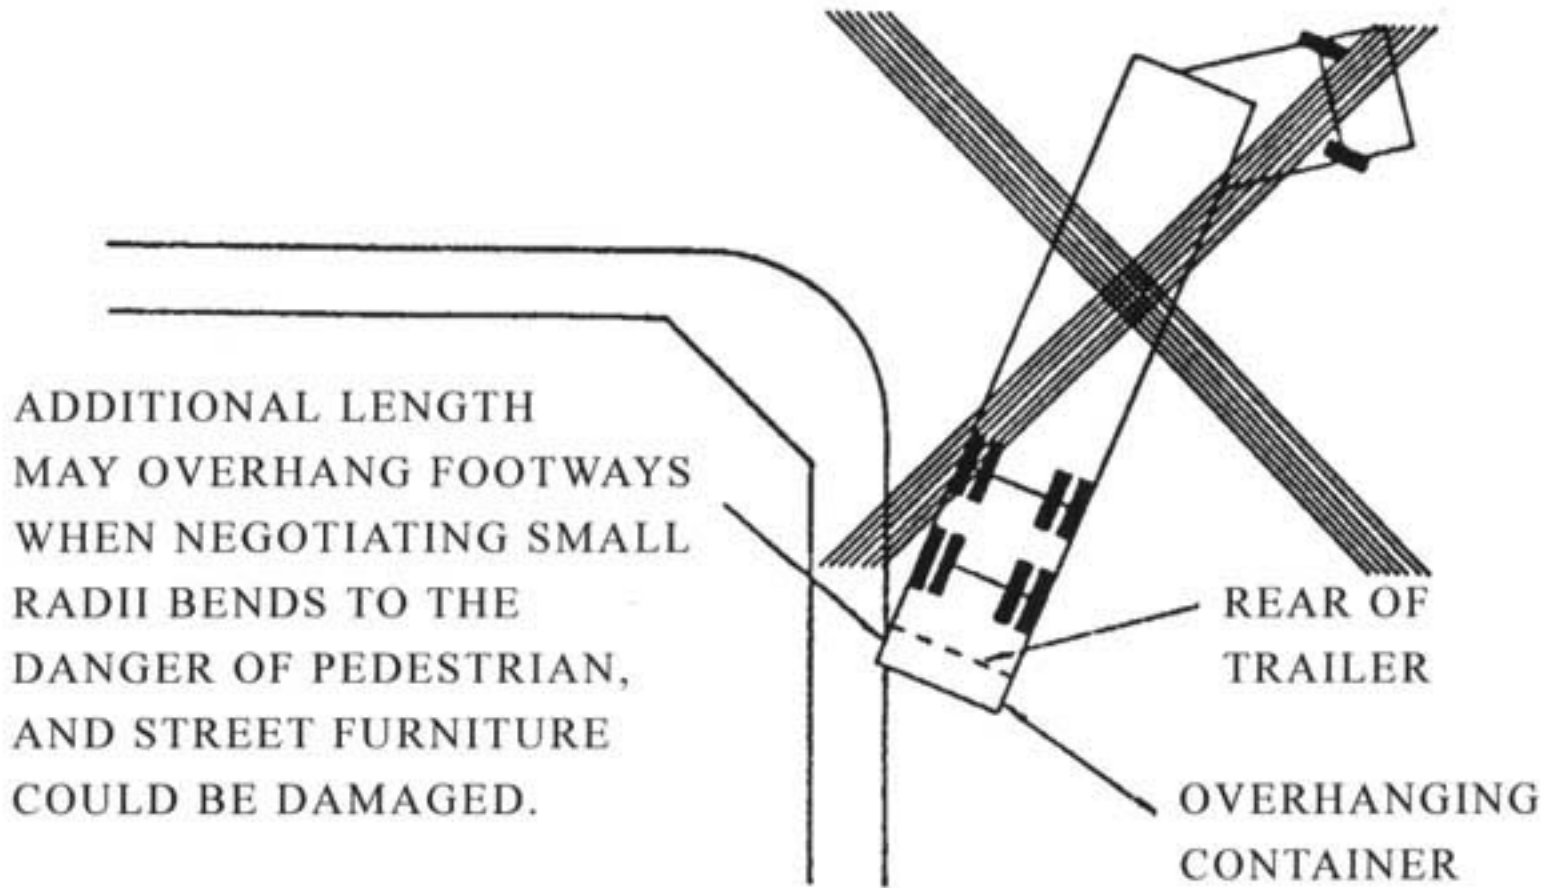 ADDITIONAL LENGTH
MAY OVERHANG FOOTWAYS
WHEN NEGOTIATING SMALL
RADII BENDS TO THE
DANGER OF PEDESTRIAN,
AND STREET FURNITURE
COULD BE DAMAGED.
REAR OF
TRAILER
OVERHANGING
CONTAINER